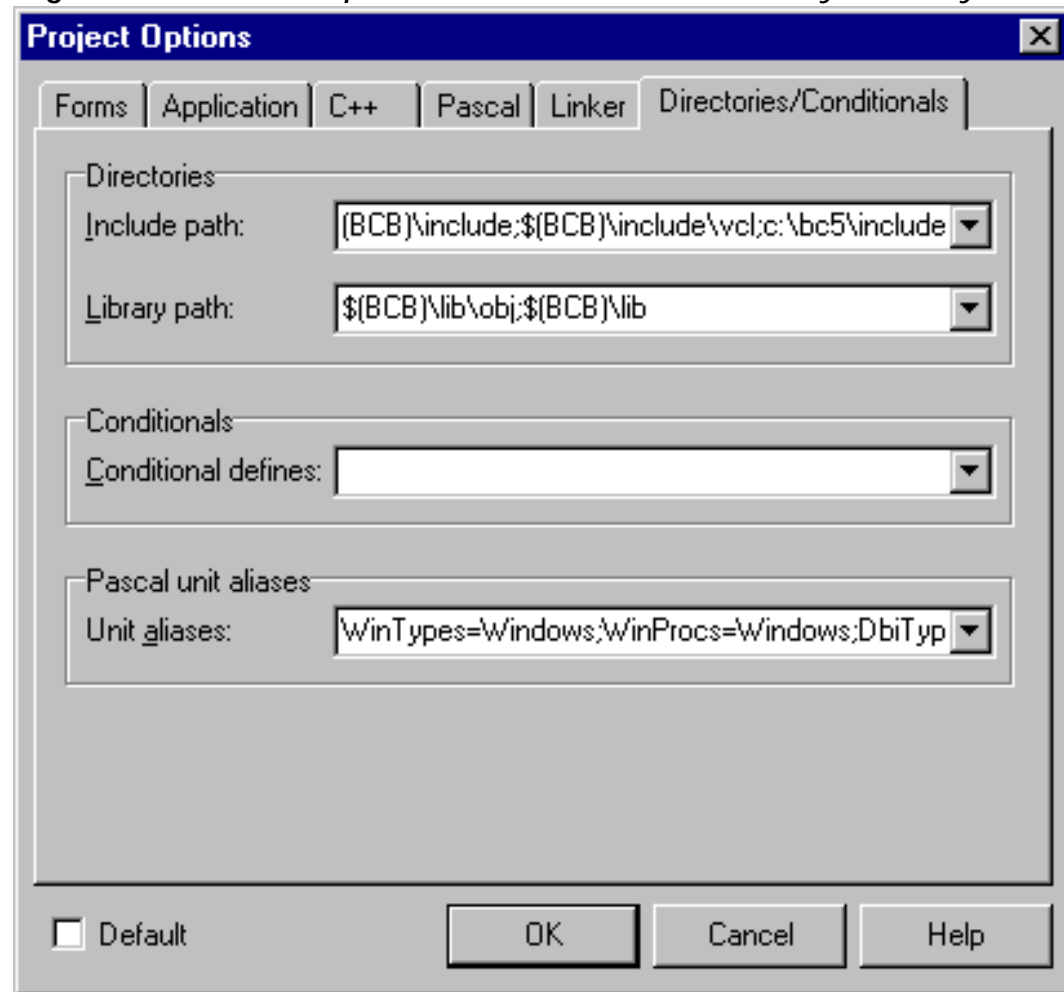 Project Options
Forms Application C++ Pascal Linker Directories/Conditionals
Directories
Include path: (BCB)\include;$(BCB)\include\vcl;c:\bc5\include
Library path: $(BCB)\lib\obj;$(BCB)\lib
Conditionals
Conditional defines:
Pascal unit aliases
Unit aliases: WinTypes=Windows;WinProcs=Windows;DbiTyp
Default OK Cancel Help